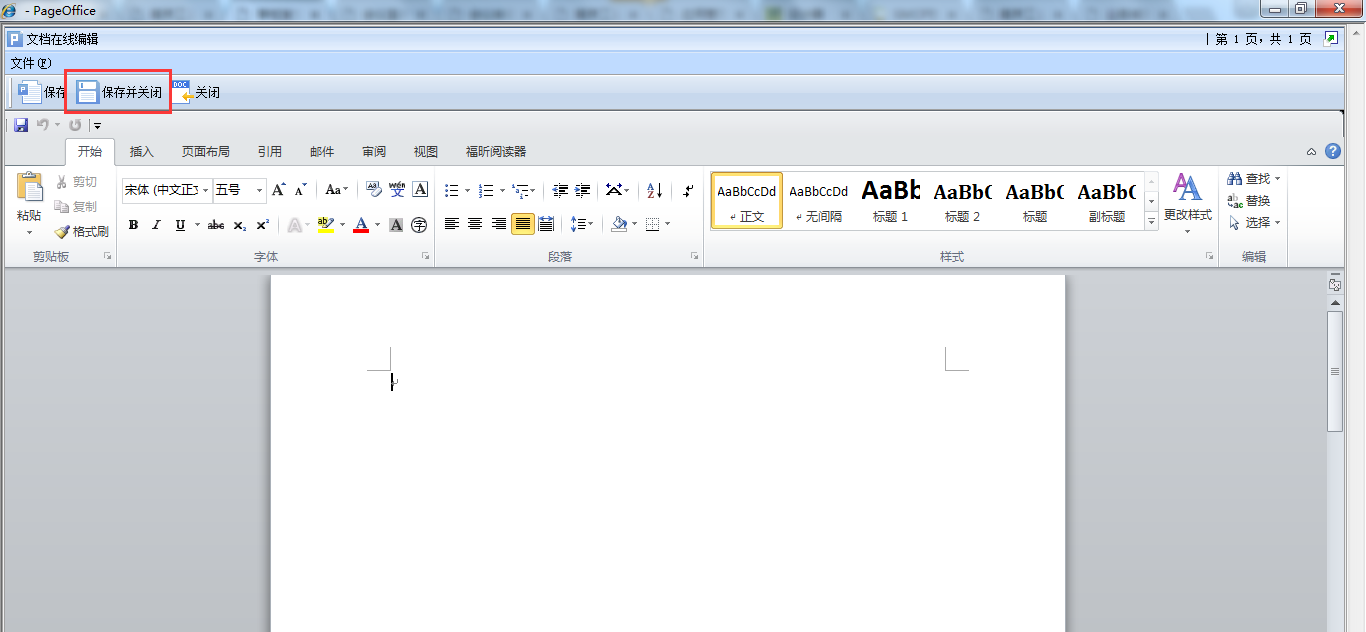 - PageOffice
文档在线编辑
| 第 1 页，共 1 页
文件(F)
保存 保存并关闭 关闭
开始 插入 页面布局 引用 邮件 审阅 视图 福昕阅读器
剪切
宋体 (中文正文 五号
AaBbCcDd AaBbCcDd AaBb AaBbC AaBbC AaBbC
查找
粘贴 复制
替换
格式刷
正文 无间隔 标题 1 标题 2 标题 副标题
更改样式
选择
剪贴板 字体 段落 样式 编辑